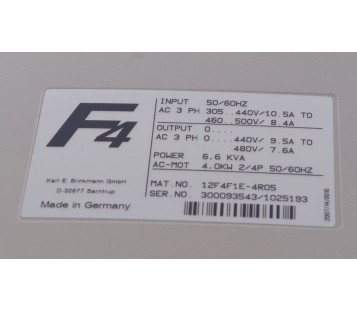 F4
INPUT 50/60HZ
AC 3 PH 305..440V/10.5A TO
460..500V/ 8.4A
OUTPUT 0....
AC 3 PH 0....440V/ 9.5A TO
480V/ 7.6A
POWER 6.6 KVA
AC-MOT 4.0KW 2/4P 50/60HZ
Karl E. Brinkmann GmbH
D-32677 Barntrup
Made in Germany
MAT.NO. 12F4F1E-4R05
SER.NO. 300093543/1025193